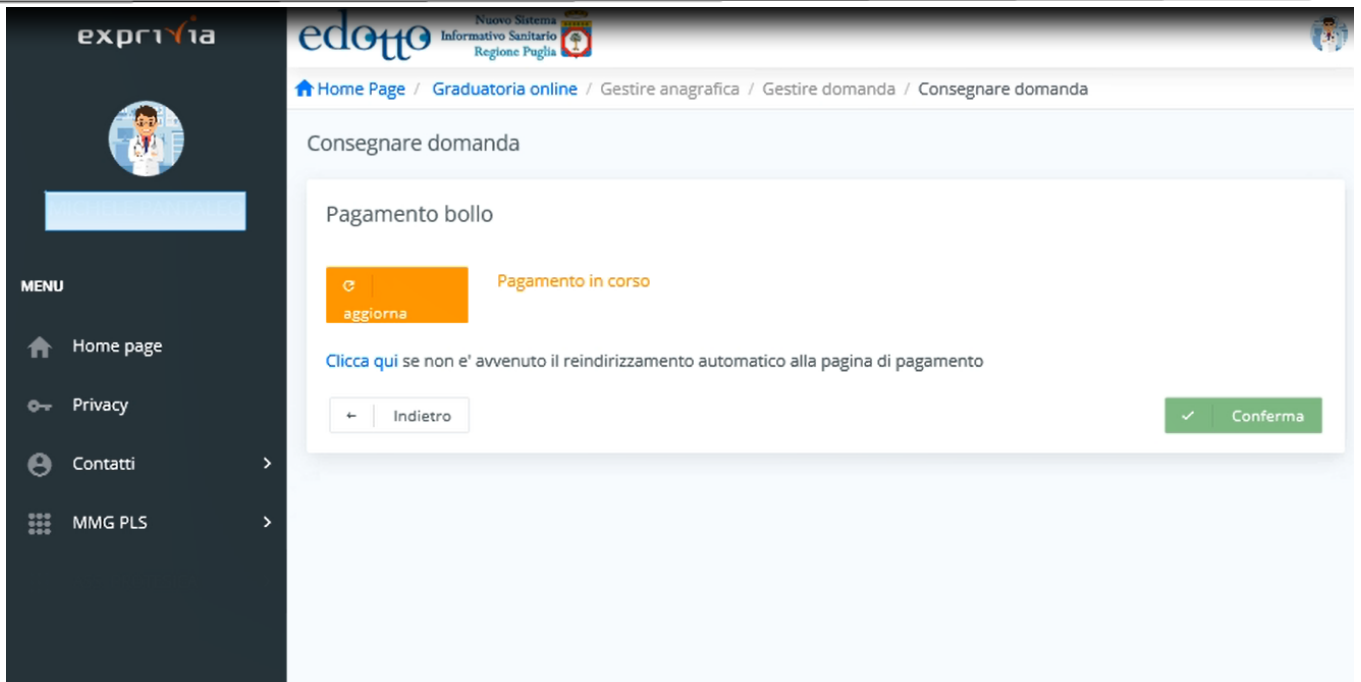 exprivia
edotto
Nuovo Sistema
Informativo Sanitario
Regione Puglia
Home Page / Graduatoria online / Gestire anagrafica / Gestire domanda / Consegnare domanda
Consegnare domanda
Pagamento bollo
MENU
aggiorna
Pagamento in corso
Home page
Clicca qui se non e' avvenuto il reindirizzamento automatico alla pagina di pagamento
Privacy
Indietro
Conferma
Contatti
MMG PLS